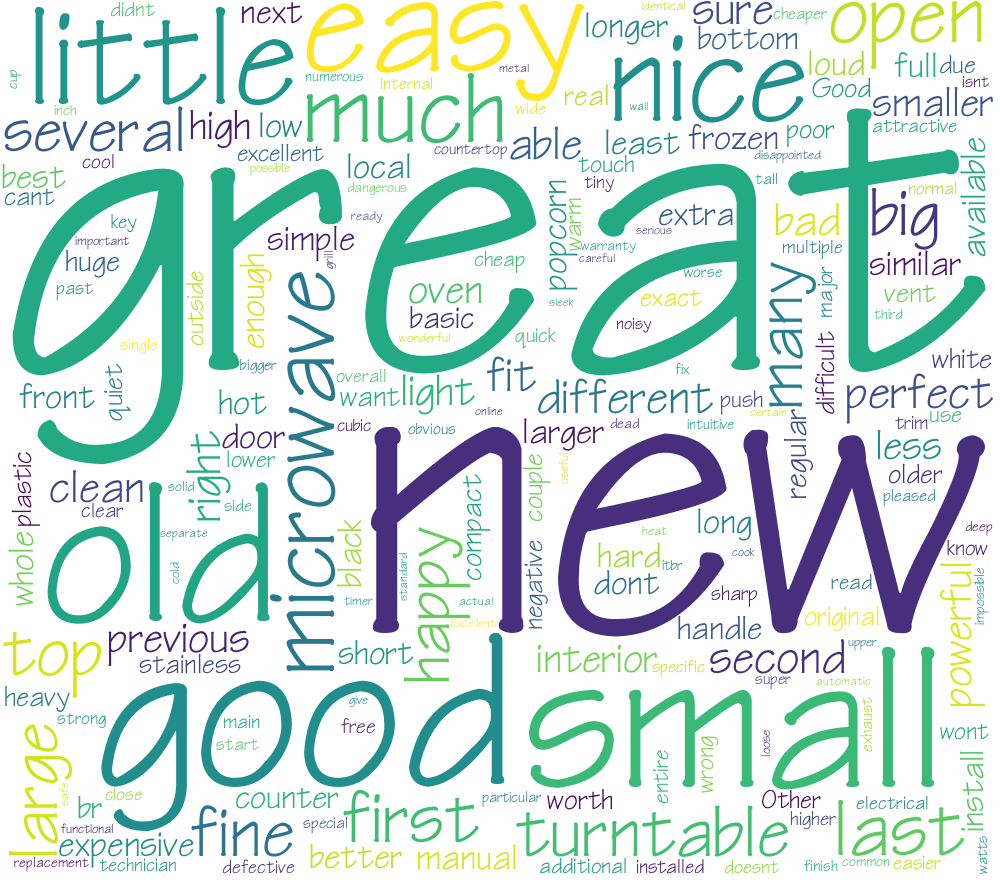 didnt
next
easy
identical
longer
sure
cheaper
open
little
cup
inch
numerous
internal
metal
wide
real
nice
wall
bottom
loud
full
due
isnt
Good
smaller
much
several
high
low
excellent
countertop
able
least
frozen
poor
attractive
available
best
cant
cool
possible
local
dangerous
touch
tiny
disappointed
tall
normal
great
key
important
huge
past
single
outside
enough
simple
ready
grill
popcorn
warm
warranty
careful
serious
extra
bad
multiple
big
similar
cheap
oven
basic
wonderful
sleek
quick
worse
exact
noisy
many
major
vent
third
bigger
microwave
front
quiet
hot
overall
want
light
fit
fix
different
push
certain
difficult
perfect
white
trim
use
door
lower
right
cubic
obvious
online
larger
dead
intuitive
regular
less
older
pleased
plastic
whole
clean
clear
solid
side
separate
old
cold
black
timer
standard
happy
compact
couple
useful
new
long
heat
hard
itbr
dont
cook
sharp
negative
actual
Excellent
read
original
deep
know
impossible
powerful
top
previous
stainless
short
interior
specific
handle
second
upper
super
automatic
heavy
strong
large
safe
good
main
start
give
free
small
entire
wrong
loose
exhaust
wont
install
close
br
functional
expensive
replacement
technician
fine
defective
counter
special
first
better
manual
particular
worth
turntable
additional
installed
doesnt
Other
higher
electrical
last
finish
common
easier
watts